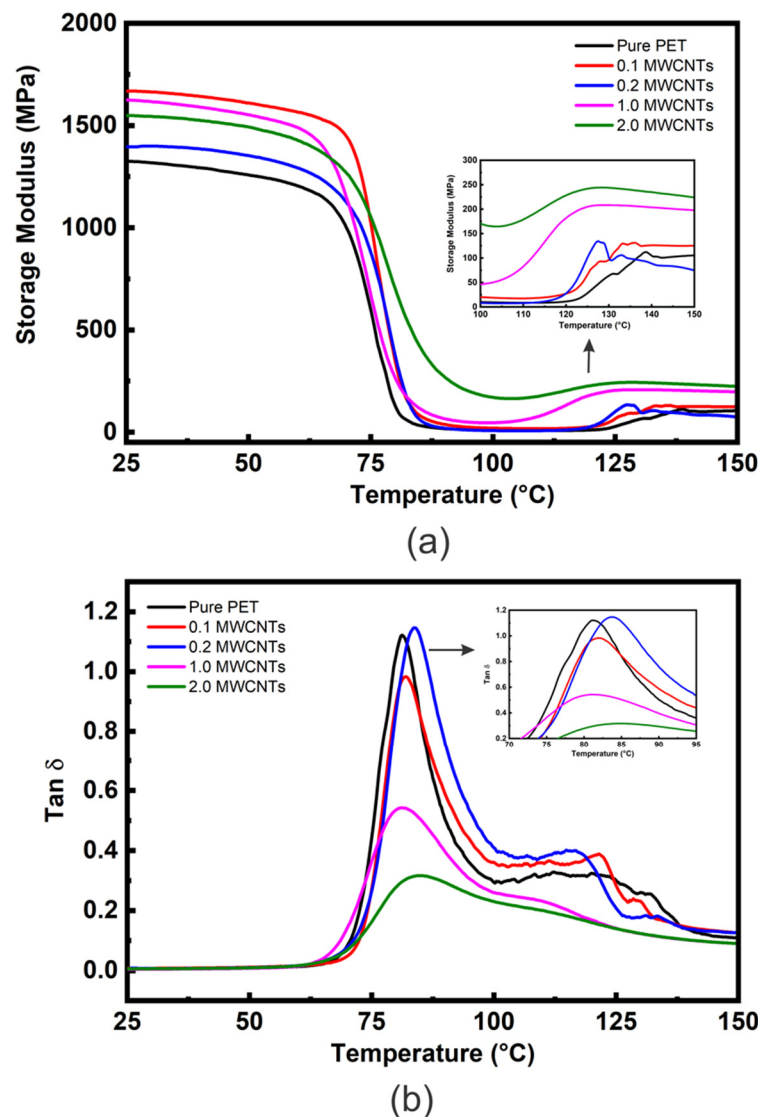 2000
1500
1000
500
0
Storage Modulus (MPa)
Pure PET
0.1 MWCNTs
0.2 MWCNTs
1.0 MWCNTs
2.0 MWCNTs
300
250
200
150
100
50
0
Storage Modulus (MPa)
100 110 120 130 140 150
Temperature (°C)
25 50 75 100 125 150
Temperature (°C)
(a)
1.2
1.0
0.8
0.6
0.4
0.2
0.0
Tan δ
Pure PET
0.1 MWCNTs
0.2 MWCNTs
1.0 MWCNTs
2.0 MWCNTs
1.2
1.0
0.8
0.6
0.4
0.2
Tan δ
70 75 80 85 90 95
Temperature (°C)
25 50 75 100 125 150
Temperature (°C)
(b)